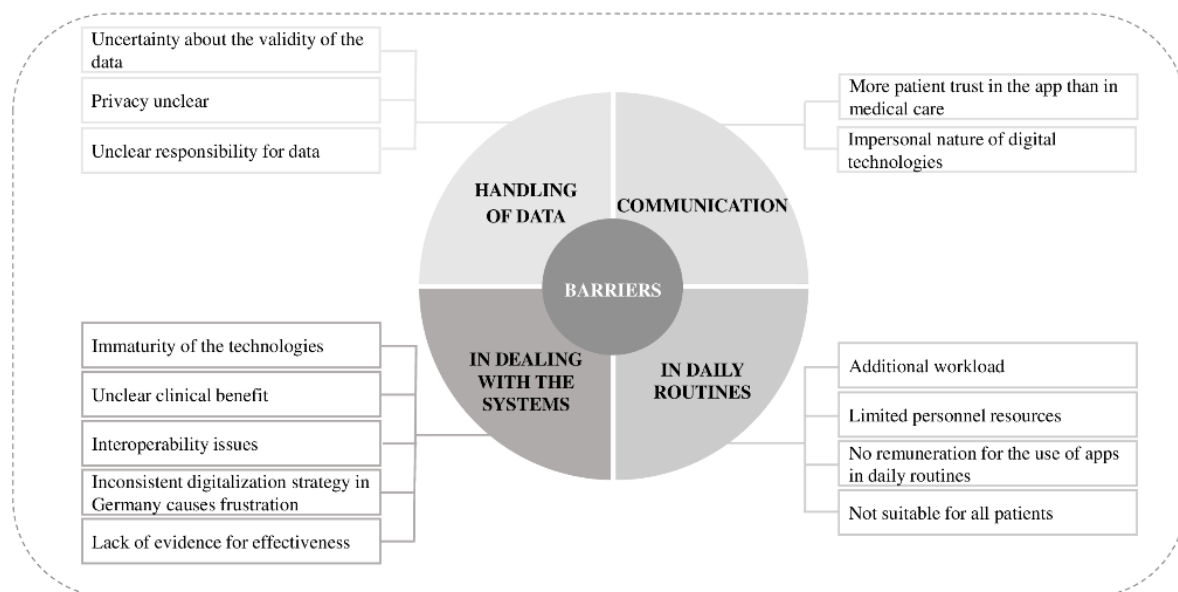 Uncertainty about the validity of the
data
Privacy unclear
Unclear responsibility for data
More patient trust in the app than in
medical care
Impersonal nature of digital
technologies
HANDLING
OF DATA
COMMUNICATION
BARRIERS
IN DEALING
WITH THE
SYSTEMS
IN DAILY
ROUTINES
Immaturity of the technologies
Unclear clinical benefit
Interoperability issues
Inconsistent digitalization strategy in
Germany causes frustration
Lack of evidence for effectiveness
Additional workload
Limited personnel resources
No remuneration for the use of apps
in daily routines
Not suitable for all patients